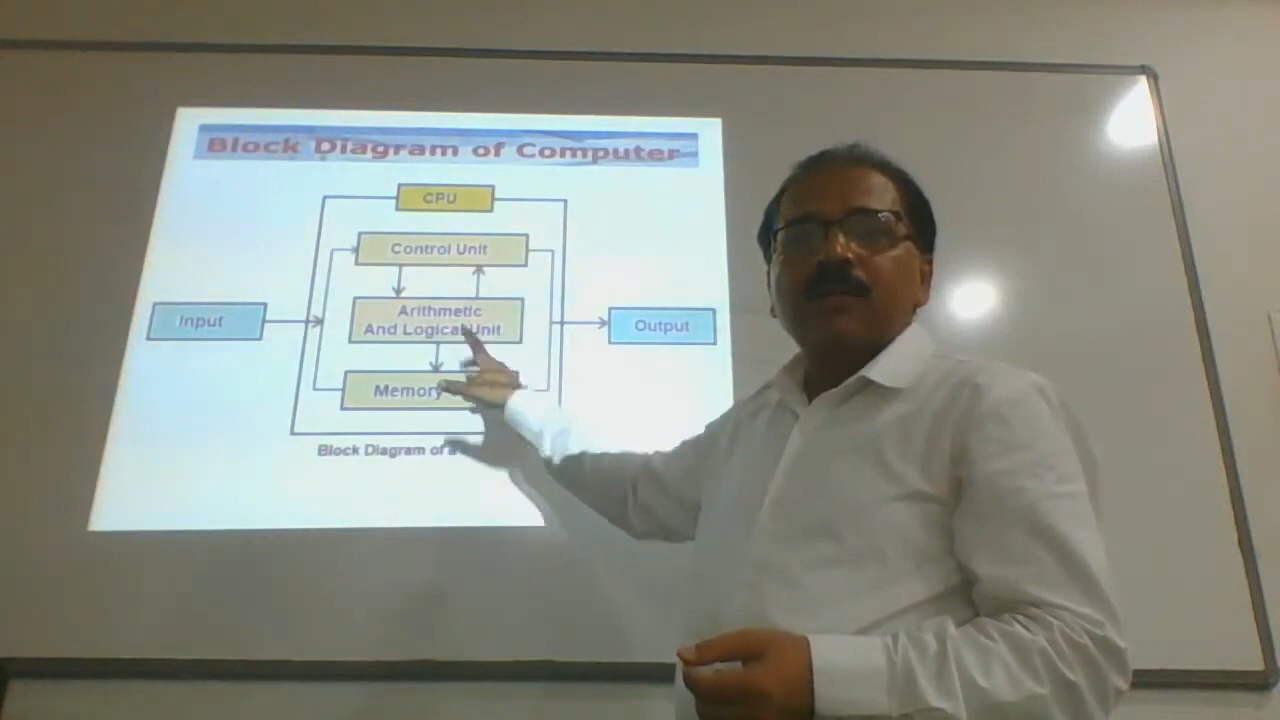 Block Diagram of Computer
CPU
Control Unit
Arithmetic
And Logical Unit
Input
Output
Memory
Block Diagram of a